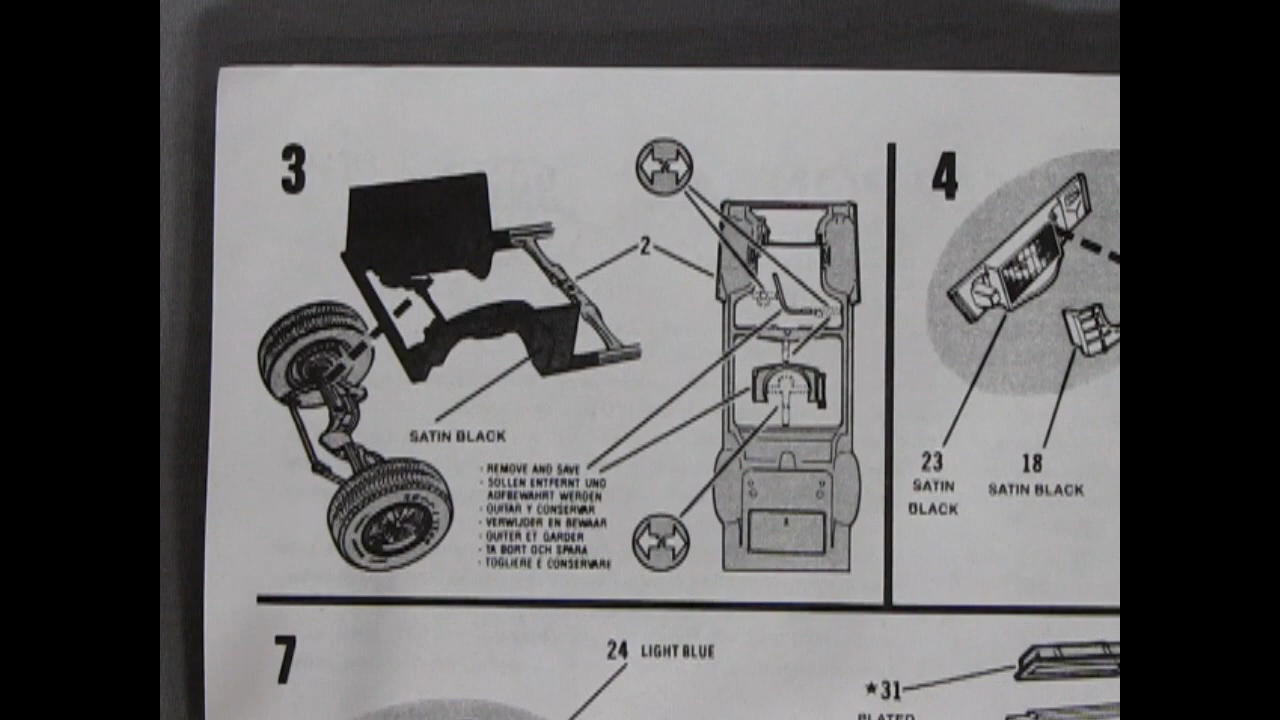 3
2
SATIN BLACK
- REMOVE AND SAVE
- SOLLEN ENTFERNT UND
AUFBEWAHRT WERDEN
- QUITAR Y CONSERVAR
- VERWIJDER EN BEWAAR
- QUITER ET GARDER
- TA BORT OCH SPARA
- TOGLIERE E CONSERVARE
4
23
SATIN
BLACK
18
SATIN BLACK
7
24 LIGHT BLUE
★31
PLATED